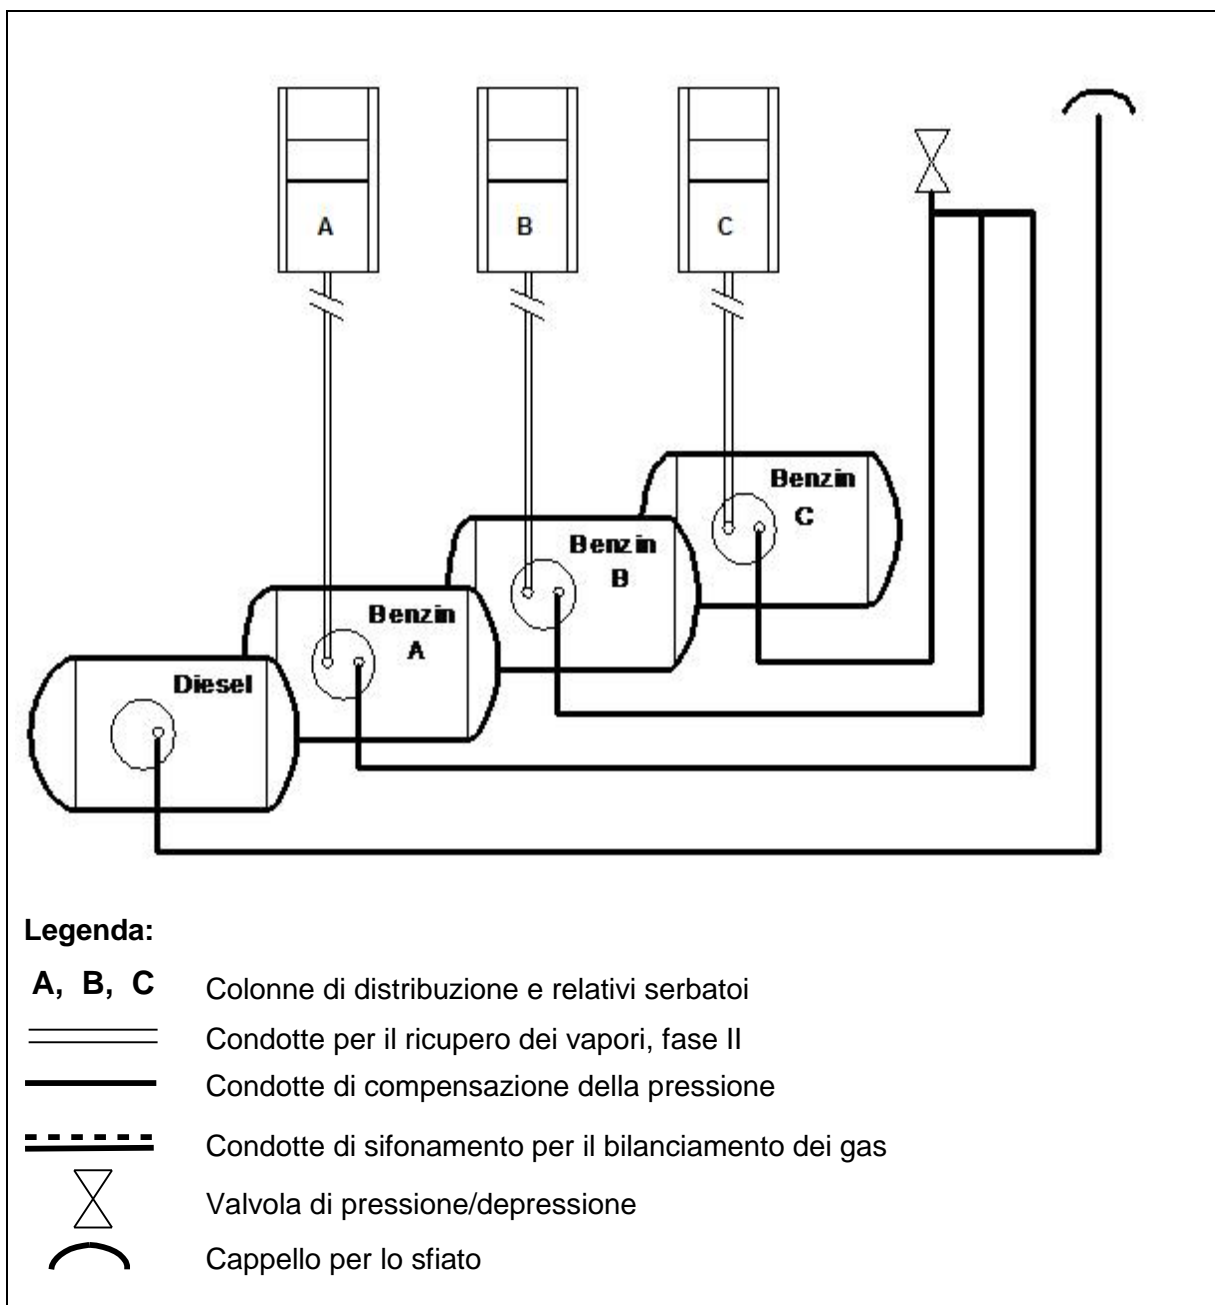 A
B
C
Benzin
C
Benzin
B
Benzin
A
Diesel
Legenda:
A, B, C Colonne di distribuzione e relativi serbatoi
Condotte per il ricupero dei vapori, fase II
Condotte di compensazione della pressione
Condotte di sifonamento per il bilanciamento dei gas
Valvola di pressione/depressione
Cappello per lo sfiato